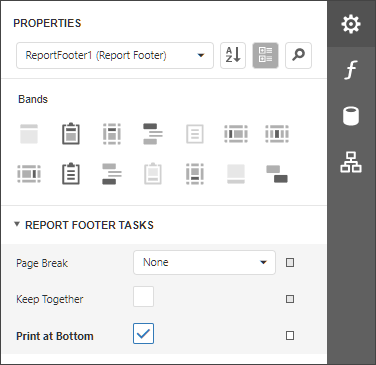 PROPERTIES
ReportFooter1 (Report Footer)
A
Z
Bands
REPORT FOOTER TASKS
Page Break
None
Keep Together
Print at Bottom